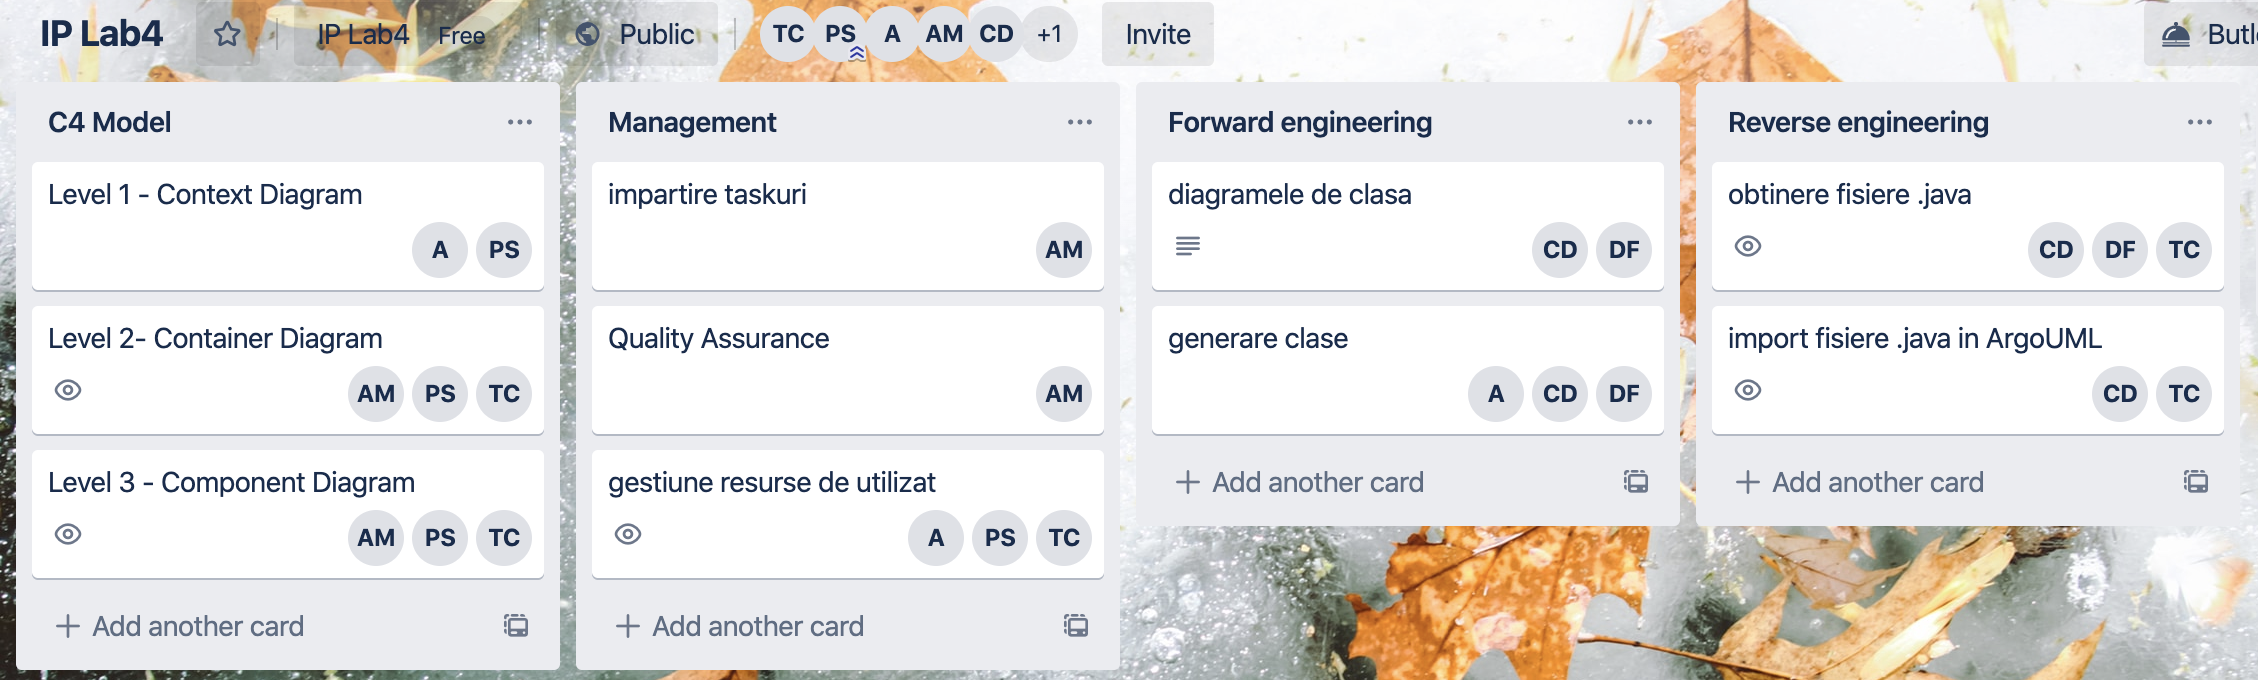 IP Lab4 IP Lab4 Free Public TC PS A AM CD +1 Invite
C4 Model
Level 1 - Context Diagram
A PS
Level 2- Container Diagram
AM PS TC
Level 3 - Component Diagram
AM PS TC
Add another card
Management
impartire taskuri
AM
Quality Assurance
AM
gestiune resurse de utilizat
A PS TC
Add another card
Forward engineering
diagramele de clasa
CD DF
generare clase
A CD DF
Add another card
Reverse engineering
obtinere fisiere .java
CD DF TC
import fisiere .java in ArgoUML
CD TC
Add another card